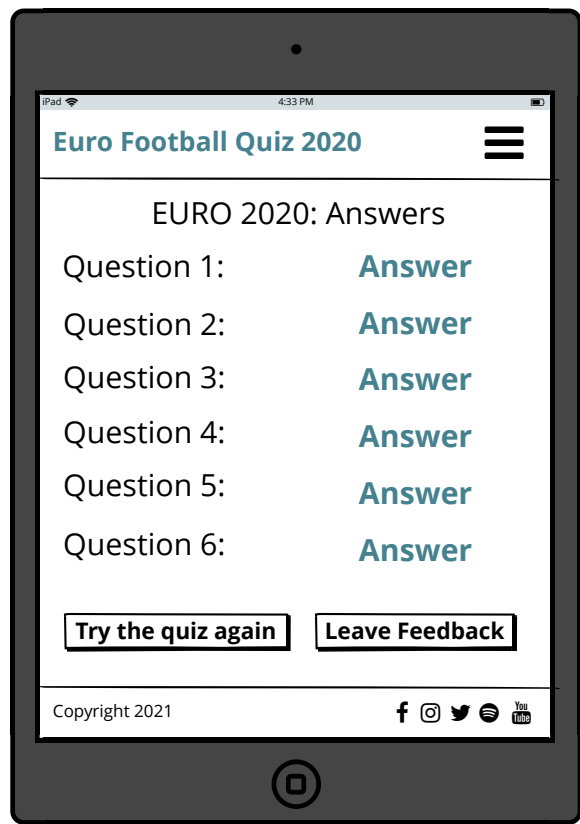 iPad 4:33 PM
Euro Football Quiz 2020
EURO 2020: Answers
Question 1: Answer
Question 2: Answer
Question 3: Answer
Question 4: Answer
Question 5: Answer
Question 6: Answer
Try the quiz again Leave Feedback
Copyright 2021 You Tube